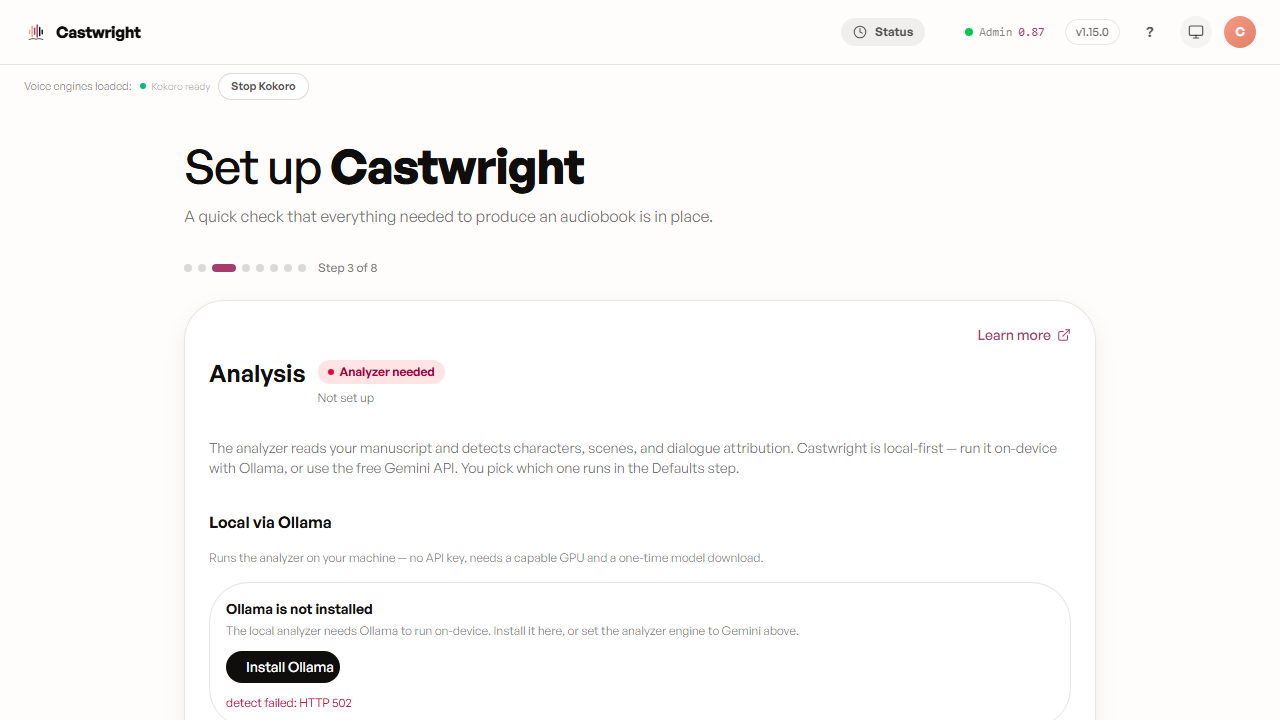 Castwright
Status
Admin 0.87
v1.15.0
?
C
Voice engines loaded:
Kokoro ready
Stop Kokoro
Set up Castwright
A quick check that everything needed to produce an audiobook is in place.
Step 3 of 8
Learn more
Analysis
Analyzer needed
Not set up
The analyzer reads your manuscript and detects characters, scenes, and dialogue attribution. Castwright is local-first — run it on-device
with Ollama, or use the free Gemini API. You pick which one runs in the Defaults step.
Local via Ollama
Runs the analyzer on your machine — no API key, needs a capable GPU and a one-time model download.
Ollama is not installed
The local analyzer needs Ollama to run on-device. Install it here, or set the analyzer engine to Gemini above.
Install Ollama
detect failed: HTTP 502